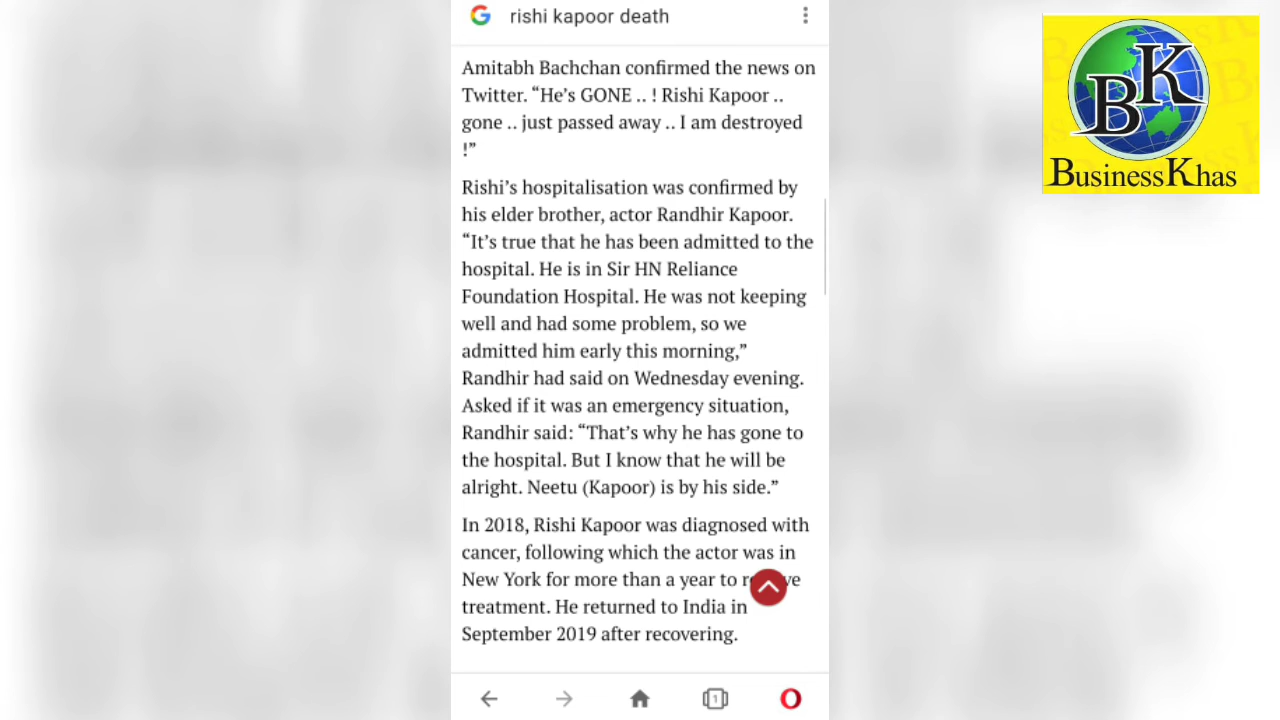 rishi kapoor death
Amitabh Bachchan confirmed the news on
Twitter. “He’s GONE .. ! Rishi Kapoor ..
gone .. just passed away .. I am destroyed
!”
Rishi’s hospitalisation was confirmed by
his elder brother, actor Randhir Kapoor.
“It’s true that he has been admitted to the
hospital. He is in Sir HN Reliance
Foundation Hospital. He was not keeping
well and had some problem, so we
admitted him early this morning,”
Randhir had said on Wednesday evening.
Asked if it was an emergency situation,
Randhir said: “That’s why he has gone to
the hospital. But I know that he will be
alright. Neetu (Kapoor) is by his side.”
In 2018, Rishi Kapoor was diagnosed with
cancer, following which the actor was in
New York for more than a year to
treatment. He returned to India in
September 2019 after recovering.
1
BK
BusinessKhas